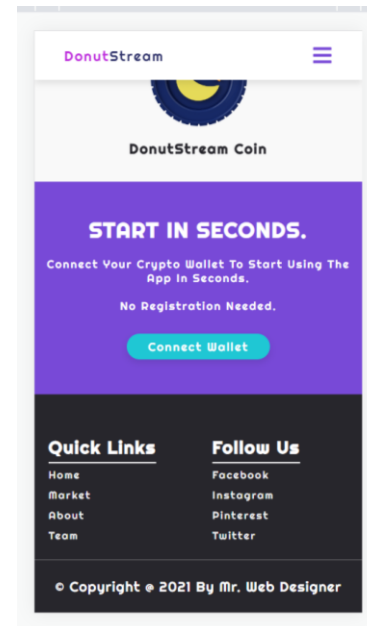 DonutStream
DonutStream Coin
START IN SECONDS.
Connect Your Crypto Wallet To Start Using The
App In Seconds.
No Registration Needed.
Connect Wallet
Quick Links
Home
Market
About
Team
Follow Us
Facebook
Instagram
Pinterest
Twitter
© Copyright @ 2021 By Mr. Web Designer